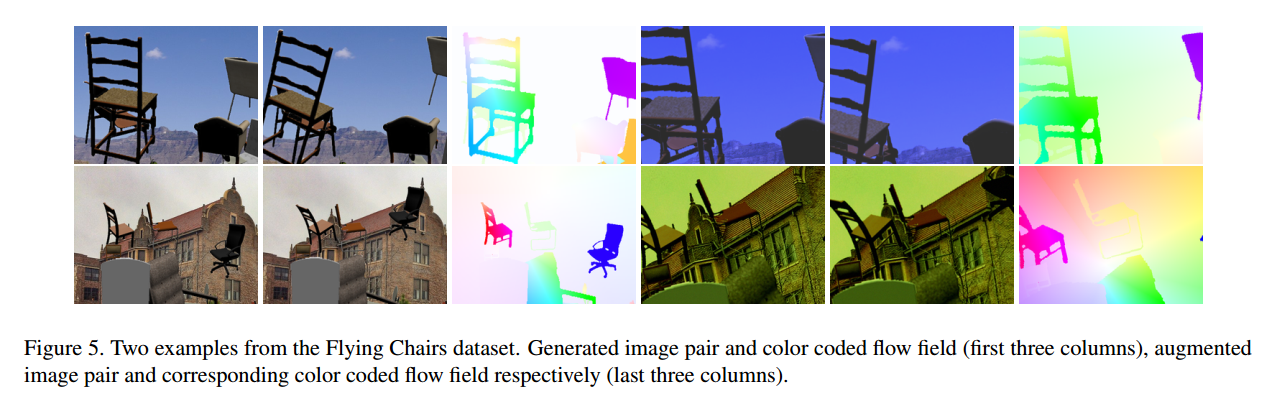 Figure 5. Two examples from the Flying Chairs dataset. Generated image pair and color coded flow field (first three columns), augmented
image pair and corresponding color coded flow field respectively (last three columns).